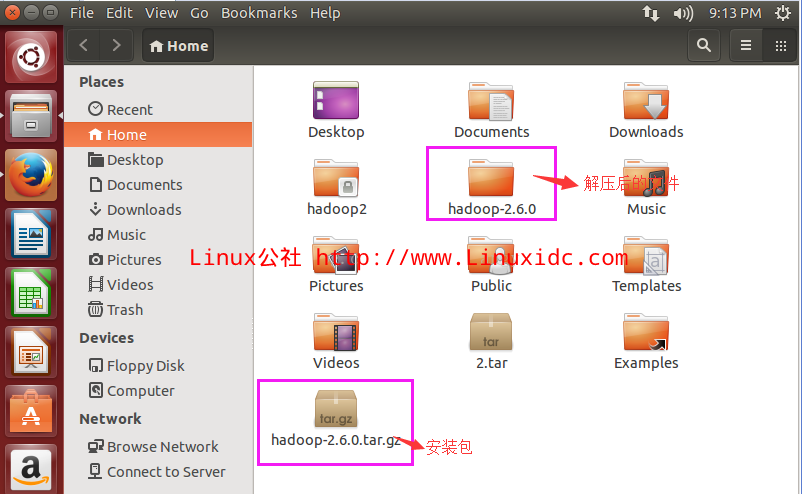 File Edit View Go Bookmarks Help
9:13 PM
Home
Places
Recent
Home
Desktop
Documents
Downloads
Music
Pictures
Videos
Trash
Devices
Floppy Disk
Computer
Network
Browse Network
Connect to Server
Desktop Documents Downloads
hadoop2 hadoop-2.6.0 Music
解压后的文件
Linux公社 http://www.Linuxidc.com
Pictures Public Templates
tar
Videos 2.tar Examples
tar.gz
hadoop-2.6.0.tar.gz
安装包